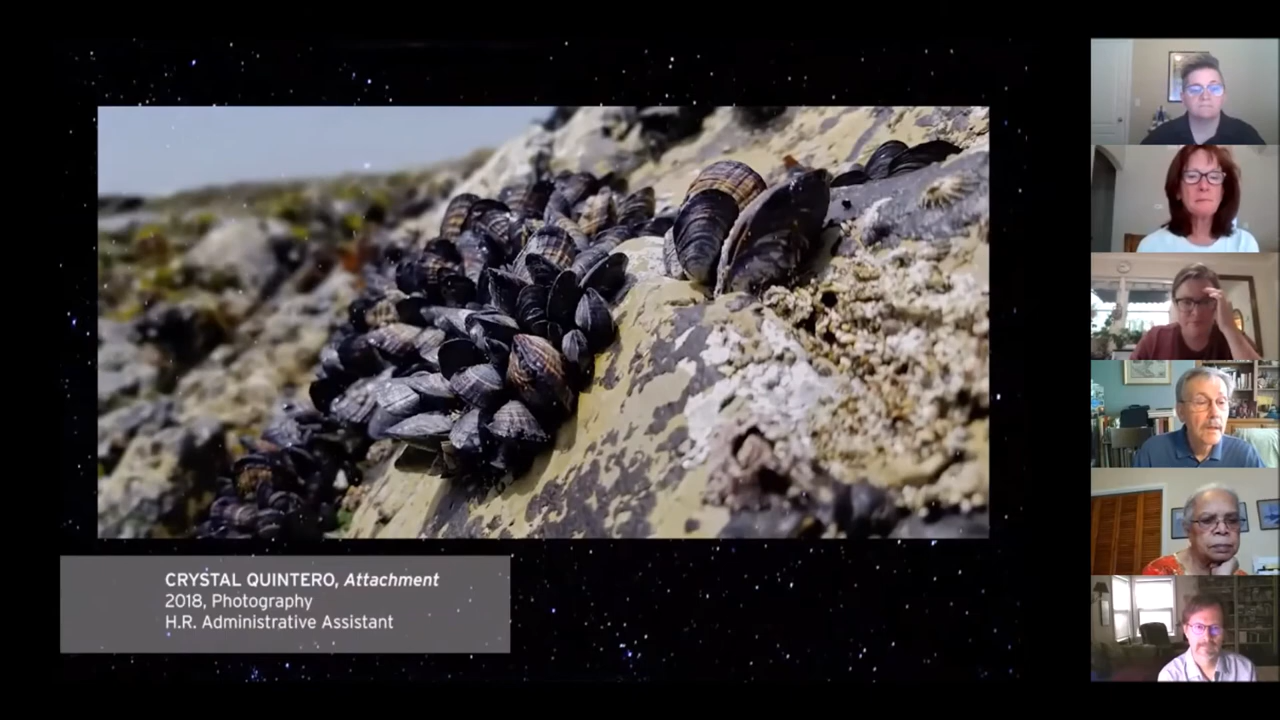 CRYSTAL QUINTERO, Attachment
2018, Photography
H.R. Administrative Assistant